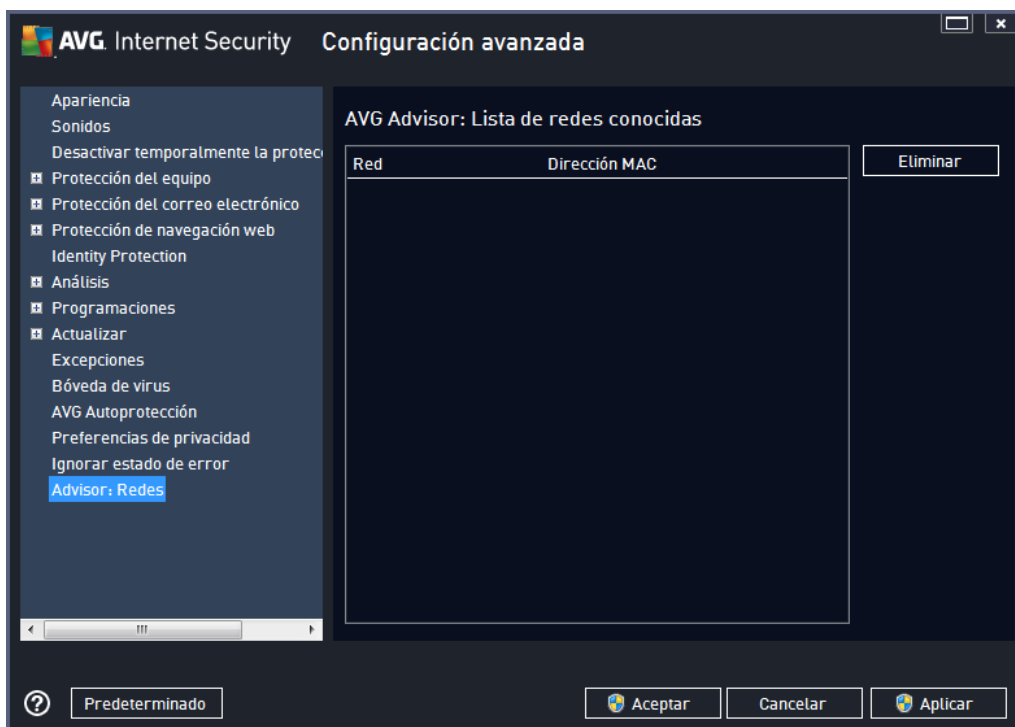 AVG. Internet Security Configuración avanzada
Apariencia
Sonidos
Desactivar temporalmente la protec
Protección del equipo
Protección del correo electrónico
Protección de navegación web
Identity Protection
Análisis
Programaciones
Actualizar
Excepciones
Bóveda de virus
AVG Autoprotección
Preferencias de privacidad
Ignorar estado de error
Advisor: Redes
AVG Advisor: Lista de redes conocidas
Red Dirección MAC
Eliminar
Predeterminado
Aceptar
Cancelar
Aplicar